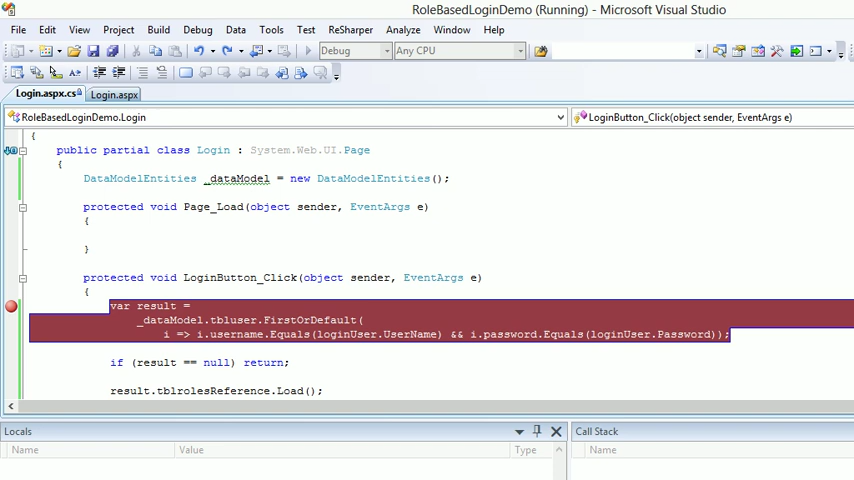 RoleBasedLoginDemo (Running) - Microsoft Visual Studio
File Edit View Project Build Debug Data Tools Test ReSharper Analyze Window Help
Debug Any CPU
Login.aspx.cs Login.aspx
RoleBasedLoginDemo.Login LoginButton_Click(object sender, EventArgs e)
{
public partial class Login : System.Web.UI.Page
{
DataModelEntities _dataModel = new DataModelEntities();
protected void Page_Load(object sender, EventArgs e)
{
}
protected void LoginButton_Click(object sender, EventArgs e)
{
var result =
_dataModel.tbluser.FirstOrDefault(
i => i.username.Equals(loginUser.UserName) && i.password.Equals(loginUser.Password));
if (result == null) return;
result.tblrolesReference.Load();
Locals Call Stack
Name Value Type Name